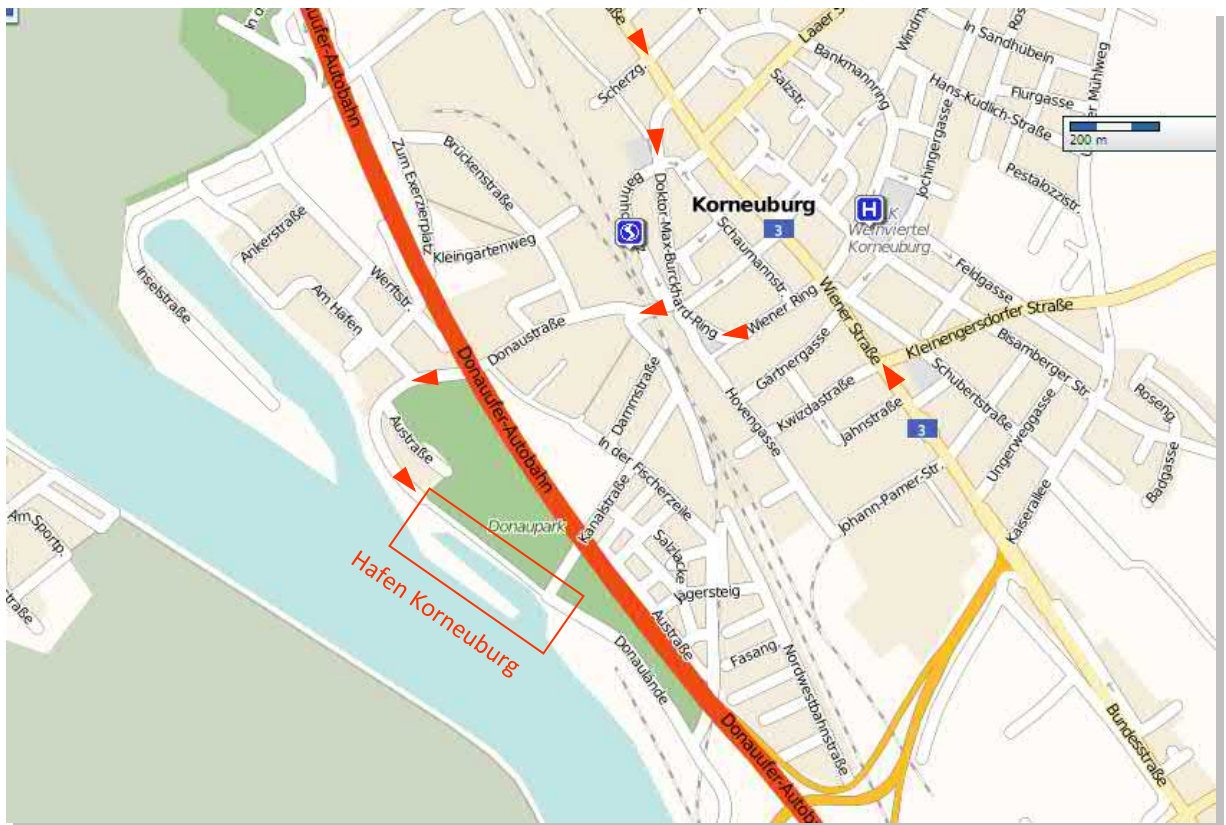 Donauufer-Autobahn
Scherzg.
Laaer S
Bankmannring
Salzstr.
In Sandhübeln
Hans-Kudlich-Straße
Flurgasse
Jochingergasse
Pestalozzistr.
200 m
Zum Exerzierplatz
Brückenstraße
Kleingartenweg
Doktor-Max-Burckhard-Ring
Korneuburg
3
H
Weinviertel
Korneuburg
Schaumannstr.
Wiener Ring
Wiener Straße
Feldgasse
Kleinengersdorfer Straße
Bisamberger Str
Ankerstraße
Inselstraße
Am Hafen
Werftstr.
Donaustraße
Donauufer-Autobahn
Dammstraße
Gärtnergasse
Kwizdastraße
Jahnstraße
Hovengasse
Schubertstraße
3
Ungerweggasse
Roseng.
Badgasse
Kaiserallee
Johann-Pamer-Str.
Austraße
In der Fischerzeile
Kanalstraße
Donaupark
Salzlacke
Am Sportp.
Hafen Korneuburg
Austraße
Fasang.
Donaulände
Nordwestbahnstraße
Bundesstraße
Donauufer-Autob